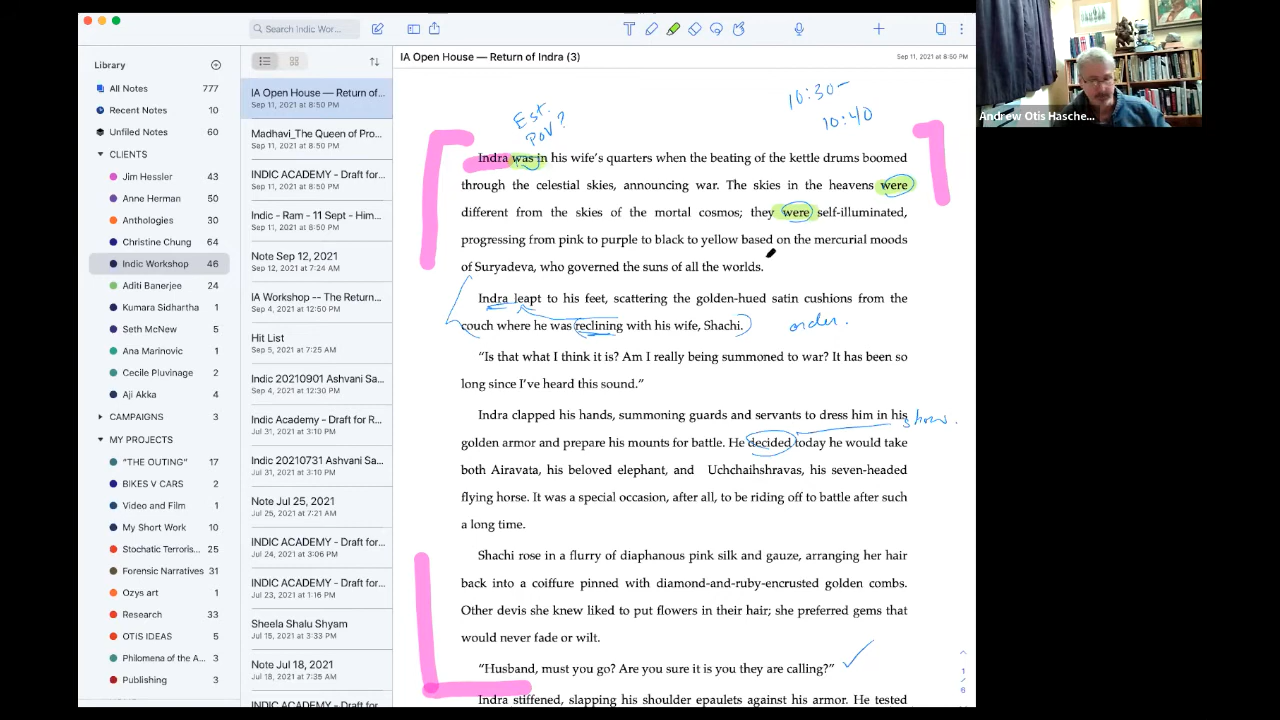 Search Indic Wor...
Library
All Notes 777
Recent Notes 10
Unfiled Notes 60
CLIENTS
Jim Hessler 43
Anne Herman 50
Anthologies 20
Christine Chung 64
Indic Workshop 46
Aditi Banerjee 24
Kumara Sidhartha 1
Seth McNew 5
Ana Marinovic 1
Cecile Pluvinage 2
Aji Akka 4
CAMPAIGNS 3
MY PROJECTS
"THE OUTING" 17
BIKES V CARS 2
Video and Film 1
My Short Work 10
Stochatic Terroris... 25
Forensic Narratives 31
Ozys art 1
Research 33
OTIS IDEAS 5
Philomena of the A... 3
Publishing 3
IA Open House — Return of...
Sep 11, 2021 at 8:50 PM
Madhavi_The Queen of Pro...
Sep 11, 2021 at 8:50 PM
INDIC ACADEMY - Draft for...
Sep 11, 2021 at 8:50 PM
Indic - Ram - 11 Sept - Him...
Sep 11, 2021 at 8:50 PM
Note Sep 12, 2021
Sep 12, 2021 at 7:24 AM
IA Workshop -- The Return...
Sep 4, 2021 at 12:50 PM
Hit List
Sep 5, 2021 at 7:25 AM
Indic 20210901 Ashvani Sa...
Sep 4, 2021 at 12:30 PM
Indic Academy - Draft for R...
Jul 31, 2021 at 3:10 PM
Indic 20210731 Ashvani Sa...
Jul 31, 2021 at 3:10 PM
Note Jul 25, 2021
Jul 25, 2021 at 7:21 AM
INDIC ACADEMY - Draft for...
Jul 24, 2021 at 3:06 PM
INDIC ACADEMY - Draft for...
Jul 23, 2021 at 1:16 PM
Sheela Shalu Shyam
Jul 15, 2021 at 3:33 PM
Note Jul 18, 2021
Jul 18, 2021 at 7:35 AM
INDIC ACADEMY - Draft for...
IA Open House — Return of Indra (3)
Sep 11, 2021 at 8:50 PM
10:30-
10:40
Est.
POV?
Indra was in his wife's quarters when the beating of the kettle drums boomed
through the celestial skies, announcing war. The skies in the heavens were
different from the skies of the mortal cosmos; they were self-illuminated,
progressing from pink to purple to black to yellow based on the mercurial moods
of Suryadeva, who governed the suns of all the worlds.
Indra leapt to his feet, scattering the golden-hued satin cushions from the
couch where he was reclining with his wife, Shachi.
order.
"Is that what I think it is? Am I really being summoned to war? It has been so
long since I've heard this sound."
Indra clapped his hands, summoning guards and servants to dress him in his
show.
golden armor and prepare his mounts for battle. He decided today he would take
both Airavata, his beloved elephant, and Uchchaihshravas, his seven-headed
flying horse. It was a special occasion, after all, to be riding off to battle after such
a long time.
Shachi rose in a flurry of diaphanous pink silk and gauze, arranging her hair
back into a coiffure pinned with diamond-and-ruby-encrusted golden combs.
Other devis she knew liked to put flowers in their hair; she preferred gems that
would never fade or wilt.
"Husband, must you go? Are you sure it is you they are calling?"
Indra stiffened, slapping his shoulder epaulets against his armor. He tested
1
6
Andrew Otis Hasche...